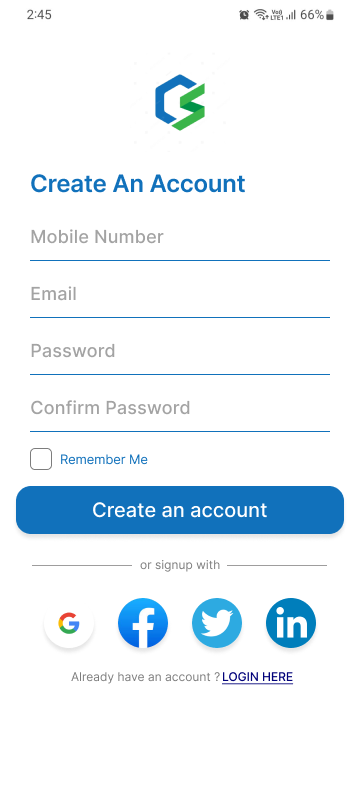 2:45
Vo) LTE1 66%
Create An Account
Mobile Number
Email
Password
Confirm Password
Remember Me
Create an account
or signup with
Already have an account ? LOGIN HERE